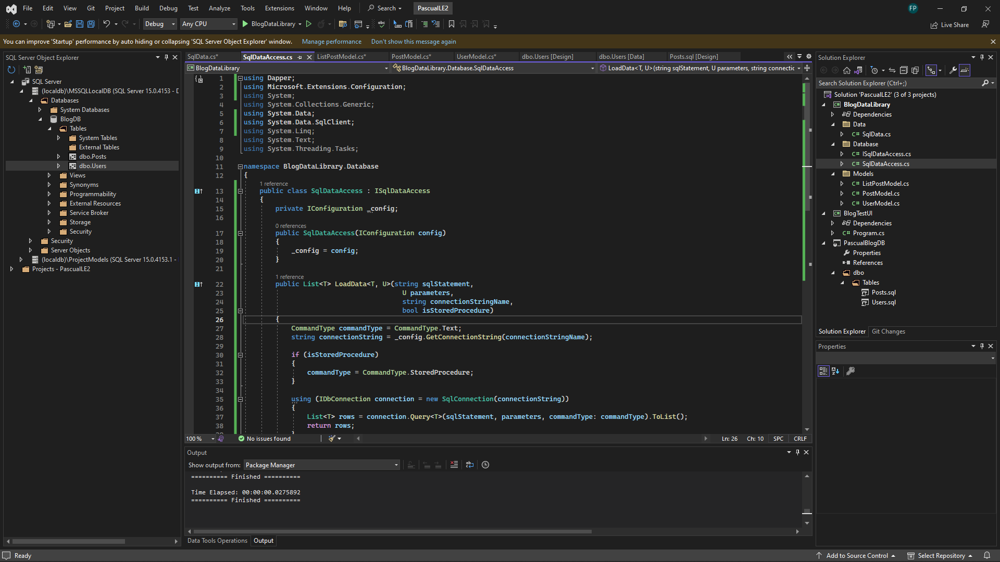 File Edit View Git Project Build Debug Test Analyze Tools Extensions Window Help Search PascualLE2 FP
Debug Any CPU BlogDataLibrary Live Share
You can improve 'Startup' performance by auto hiding or collapsing 'SQL Server Object Explorer' window. Manage performance Don't show this message again
SQL Server Object Explorer
SQL Server
(localdb)\MSSQLLocalDB (SQL Server 15.0.4153 - D
Databases
System Databases
BlogDB
Tables
System Tables
External Tables
dbo.Posts
dbo.Users
Views
Synonyms
Programmability
External Resources
Service Broker
Storage
Security
Security
Server Objects
(localdb)\ProjectModels (SQL Server 15.0.4153.1 -
Projects - PascualLE2
SqlData.cs* SqlDataAccess.cs ListPostModel.cs* PostModel.cs* UserModel.cs* dbo.Users [Design] dbo.Users [Data] Posts.sql [Design]
BlogDataLibrary BlogDataLibrary.Database.SqlDataAccess LoadData<T, U>(string sqlStatement, U parameters, string connectic
1 using Dapper;
2 using Microsoft.Extensions.Configuration;
3 using System;
4 using System.Collections.Generic;
5 using System.Data;
6 using System.Data.SqlClient;
7 using System.Linq;
8 using System.Text;
9 using System.Threading.Tasks;
10
11 namespace BlogDataLibrary.Database
12 {
1 reference
13 public class SqlDataAccess : ISqlDataAccess
14 {
15 private IConfiguration _config;
16
0 references
17 public SqlDataAccess(IConfiguration config)
18 {
19 _config = config;
20 }
21
1 reference
22 public List<T> LoadData<T, U>(string sqlStatement,
23 U parameters,
24 string connectionStringName,
25 bool isStoredProcedure)
26 {
27 CommandType commandType = CommandType.Text;
28 string connectionString = _config.GetConnectionString(connectionStringName);
29
30 if (isStoredProcedure)
31 {
32 commandType = CommandType.StoredProcedure;
33 }
34
35 using (IDbConnection connection = new SqlConnection(connectionString))
36 {
37 List<T> rows = connection.Query<T>(sqlStatement, parameters, commandType: commandType).ToList();
38 return rows;
100 % No issues found Ln: 26 Ch: 10 SPC CRLF
Output
Show output from: Package Manager
========== Finished ==========
Time Elapsed: 00:00:00.0275892
========== Finished ==========
Data Tools Operations Output
Solution Explorer
Search Solution Explorer (Ctrl+;)
Solution 'PascualLE2' (3 of 3 projects)
BlogDataLibrary
Dependencies
Data
C# SqlData.cs
Database
C# ISqlDataAccess.cs
C# SqlDataAccess.cs
Models
C# ListPostModel.cs
C# PostModel.cs
C# UserModel.cs
BlogTestUI
Dependencies
C# Program.cs
PascualBlogDB
Properties
References
dbo
Tables
Posts.sql
Users.sql
Solution Explorer Git Changes
Properties
Ready Add to Source Control Select Repository